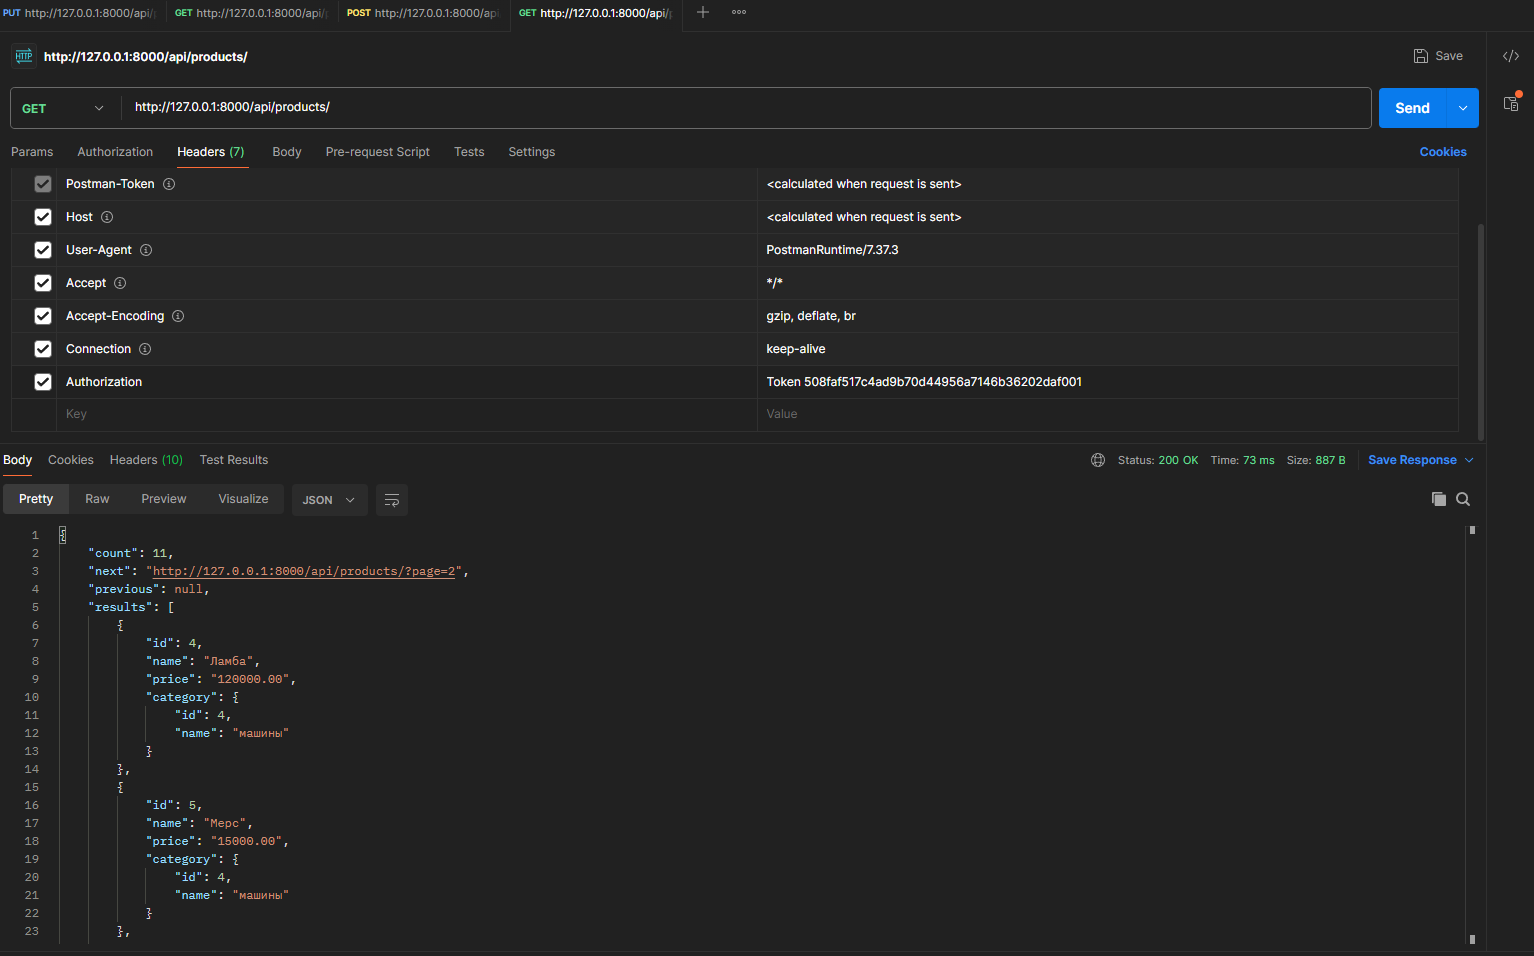 PUT http://127.0.0.1:8000/api/ GET http://127.0.0.1:8000/api/ POST http://127.0.0.1:8000/api GET http://127.0.0.1:8000/api/
HTTP http://127.0.0.1:8000/api/products/ Save
GET http://127.0.0.1:8000/api/products/ Send
Params Authorization Headers (7) Body Pre-request Script Tests Settings Cookies
Postman-Token <calculated when request is sent>
Host <calculated when request is sent>
User-Agent PostmanRuntime/7.37.3
Accept */*
Accept-Encoding gzip, deflate, br
Connection keep-alive
Authorization Token 508faf517c4ad9b70d44956a7146b36202daf001
Key Value
Body Cookies Headers (10) Test Results Status: 200 OK Time: 73 ms Size: 887 B Save Response
Pretty Raw Preview Visualize JSON
1 {
2 "count": 11,
3 "next": "http://127.0.0.1:8000/api/products/?page=2",
4 "previous": null,
5 "results": [
6 {
7 "id": 4,
8 "name": "Ламба",
9 "price": "120000.00",
10 "category": {
11 "id": 4,
12 "name": "машины"
13 }
14 },
15 {
16 "id": 5,
17 "name": "Мерс",
18 "price": "15000.00",
19 "category": {
20 "id": 4,
21 "name": "машины"
22 }
23 },